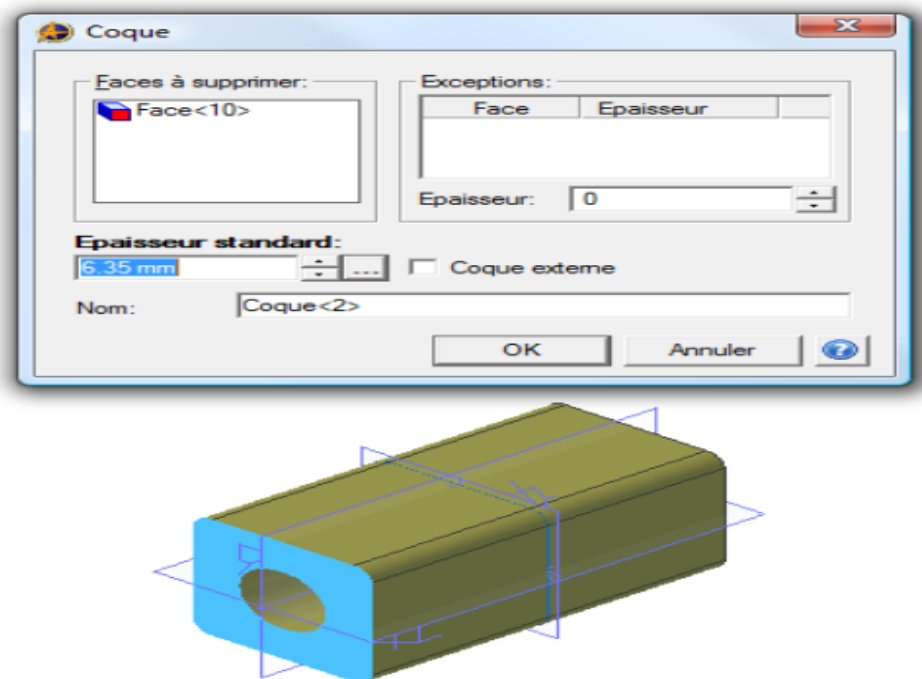 Coque
Faces à supprimer:
Face<10>
Exceptions:
Face Epaisseur
Epaisseur: 0
Epaisseur standard:
6.35 mm ... Coque externe
Nom: Coque<2>
OK Annuler ?